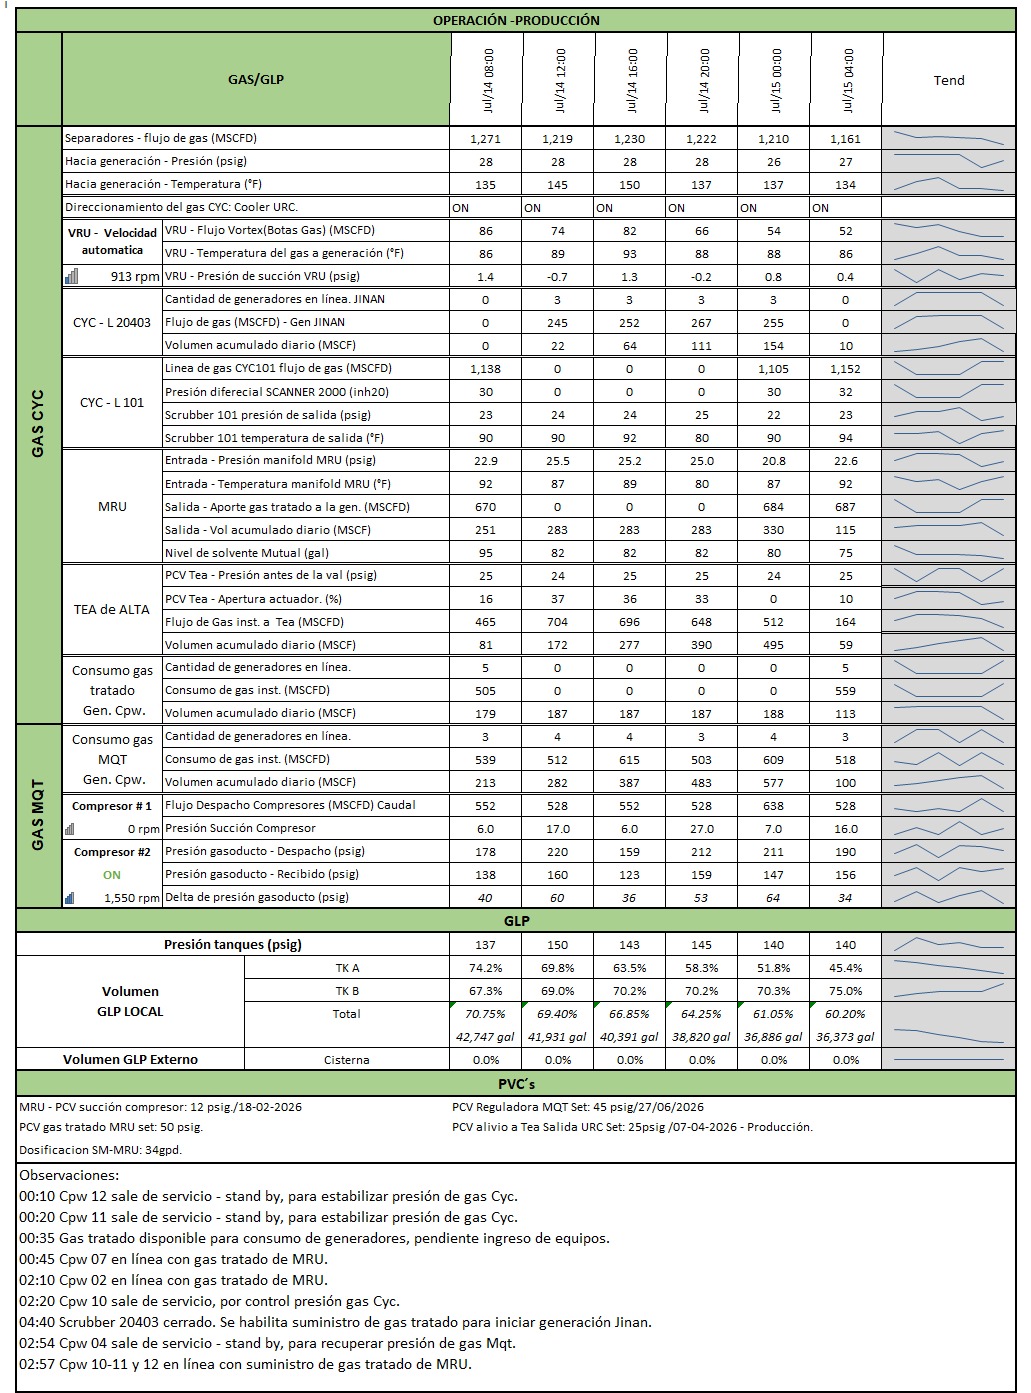 OPERACIÓN -PRODUCCIÓN
GAS/GLP Jul/14 08:00 Jul/14 12:00 Jul/14 16:00 Jul/14 20:00 Jul/15 00:00 Jul/15 04:00 Tend
GAS CYC
Separadores - flujo de gas (MSCFD) 1,271 1,219 1,230 1,222 1,210 1,161
Hacia generación - Presión (psig) 28 28 28 28 26 27
Hacia generación - Temperatura (°F) 135 145 150 137 137 134
Direccionamiento del gas CYC: Cooler URC. ON ON ON ON ON ON
VRU - Velocidad automatica
913 rpm
VRU - Flujo Vortex(Botas Gas) (MSCFD) 86 74 82 66 54 52
VRU - Temperatura del gas a generación (°F) 86 89 93 88 88 86
VRU - Presión de succión VRU (psig) 1.4 -0.7 1.3 -0.2 0.8 0.4
CYC - L 20403
Cantidad de generadores en línea. JINAN 0 3 3 3 3 0
Flujo de gas (MSCFD) - Gen JINAN 0 245 252 267 255 0
Volumen acumulado diario (MSCF) 0 22 64 111 154 10
CYC - L 101
Linea de gas CYC101 flujo de gas (MSCFD) 1,138 0 0 0 1,105 1,152
Presión diferecial SCANNER 2000 (inh20) 30 0 0 0 30 32
Scrubber 101 presión de salida (psig) 23 24 24 25 22 23
Scrubber 101 temperatura de salida (°F) 90 90 92 80 90 94
MRU
Entrada - Presión manifold MRU (psig) 22.9 25.5 25.2 25.0 20.8 22.6
Entrada - Temperatura manifold MRU (°F) 92 87 89 80 87 92
Salida - Aporte gas tratado a la gen. (MSCFD) 670 0 0 0 684 687
Salida - Vol acumulado diario (MSCF) 251 283 283 283 330 115
Nivel de solvente Mutual (gal) 95 82 82 82 80 75
TEA de ALTA
PCV Tea - Presión antes de la val (psig) 25 24 25 25 24 25
PCV Tea - Apertura actuador. (%) 16 37 36 33 0 10
Flujo de Gas inst. a Tea (MSCFD) 465 704 696 648 512 164
Volumen acumulado diario (MSCF) 81 172 277 390 495 59
Consumo gas tratado Gen. Cpw.
Cantidad de generadores en línea. 5 0 0 0 0 5
Consumo de gas inst. (MSCFD) 505 0 0 0 0 559
Volumen acumulado diario (MSCF) 179 187 187 187 188 113
GAS MQT
Consumo gas MQT Gen. Cpw.
Cantidad de generadores en línea. 3 4 4 3 4 3
Consumo de gas inst. (MSCFD) 539 512 615 503 609 518
Volumen acumulado diario (MSCF) 213 282 387 483 577 100
Compresor # 1
0 rpm
Flujo Despacho Compresores (MSCFD) Caudal 552 528 552 528 638 528
Presión Succión Compresor 6.0 17.0 6.0 27.0 7.0 16.0
Compresor #2
ON
1,550 rpm
Presión gasoducto - Despacho (psig) 178 220 159 212 211 190
Presión gasoducto - Recibido (psig) 138 160 123 159 147 156
Delta de presión gasoducto (psig) 40 60 36 53 64 34
GLP
Presión tanques (psig) 137 150 143 145 140 140
Volumen GLP LOCAL
TK A 74.2% 69.8% 63.5% 58.3% 51.8% 45.4%
TK B 67.3% 69.0% 70.2% 70.2% 70.3% 75.0%
Total 70.75% 69.40% 66.85% 64.25% 61.05% 60.20%
42,747 gal 41,931 gal 40,391 gal 38,820 gal 36,886 gal 36,373 gal
Volumen GLP Externo Cisterna 0.0% 0.0% 0.0% 0.0% 0.0% 0.0%
PVC´s
MRU - PCV succión compresor: 12 psig./18-02-2026 PCV Reguladora MQT Set: 45 psig/27/06/2026
PCV gas tratado MRU set: 50 psig. PCV alivio a Tea Salida URC Set: 25psig /07-04-2026 - Producción.
Dosificacion SM-MRU: 34gpd.
Observaciones:
00:10 Cpw 12 sale de servicio - stand by, para estabilizar presión de gas Cyc.
00:20 Cpw 11 sale de servicio - stand by, para estabilizar presión de gas Cyc.
00:35 Gas tratado disponible para consumo de generadores, pendiente ingreso de equipos.
00:45 Cpw 07 en línea con gas tratado de MRU.
02:10 Cpw 02 en línea con gas tratado de MRU.
02:20 Cpw 10 sale de servicio, por control presión gas Cyc.
04:40 Scrubber 20403 cerrado. Se habilita suministro de gas tratado para iniciar generación Jinan.
02:54 Cpw 04 sale de servicio - stand by, para recuperar presión de gas Mqt.
02:57 Cpw 10-11 y 12 en línea con suministro de gas tratado de MRU.